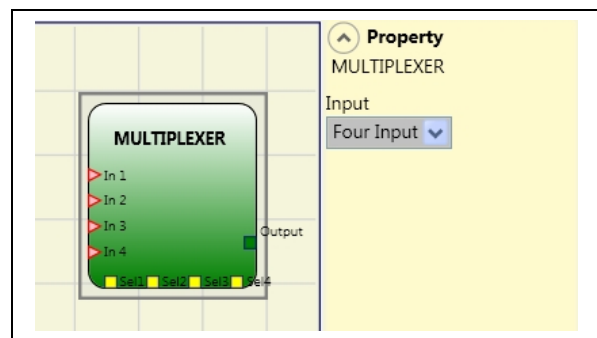 Property
MULTIPLEXER
Input
Four Input
MULTIPLEXER
In 1
In 2
In 3
In 4
Output
Sel1 Sel2 Sel3 Sel4